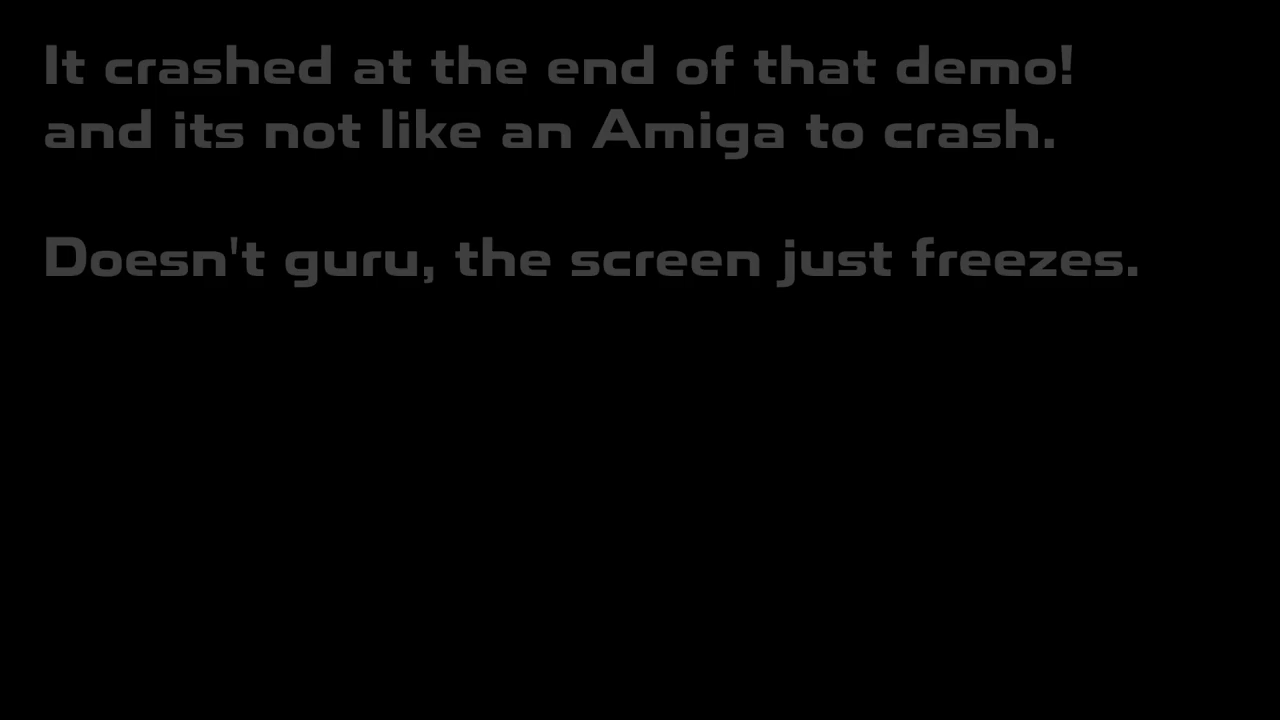 It crashed at the end of that demo!
and its not like an Amiga to crash.
Doesn't guru, the screen just freezes.